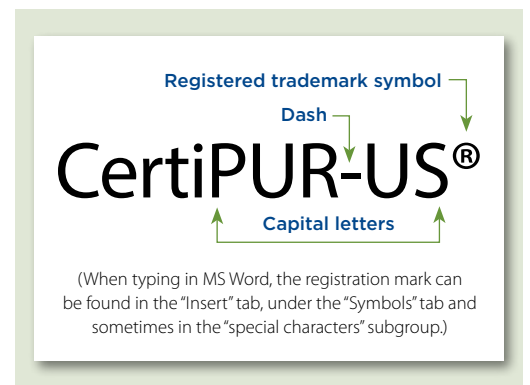 Registered trademark symbol
Dash
CertiPUR-US®
Capital letters
(When typing in MS Word, the registration mark can
be found in the “Insert” tab, under the “Symbols” tab and
sometimes in the “special characters” subgroup.)